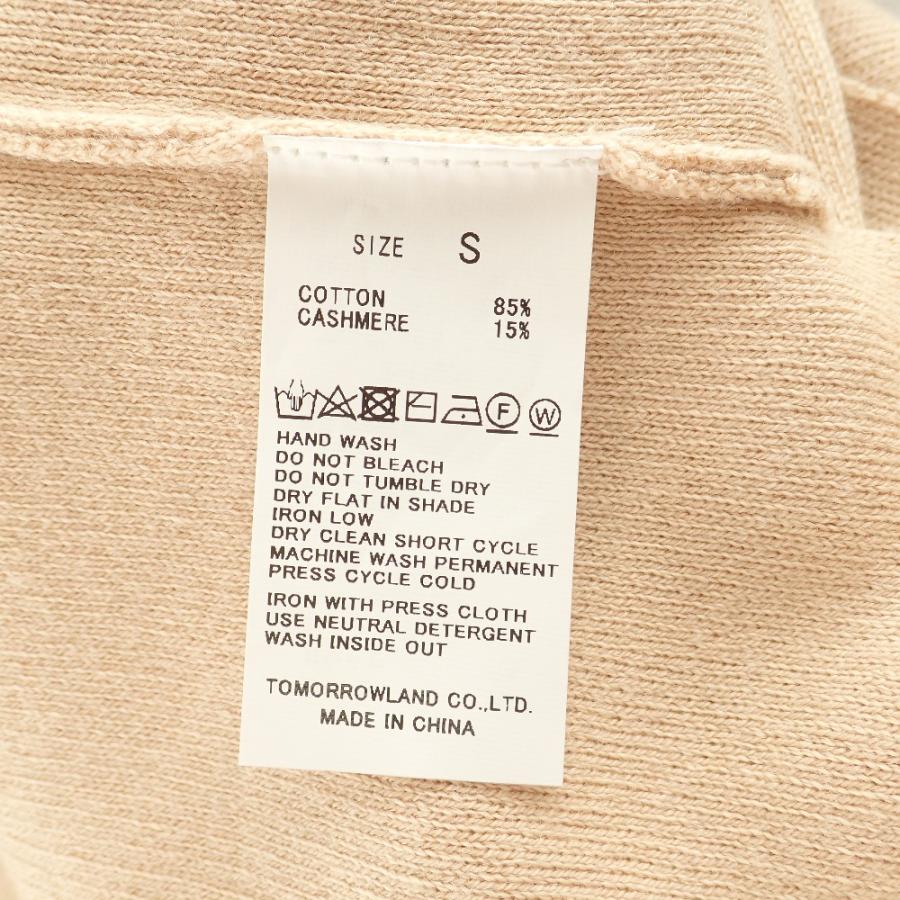 SIZE S
COTTON 85%
CASHMERE 15%
F W
HAND WASH
DO NOT BLEACH
DO NOT TUMBLE DRY
DRY FLAT IN SHADE
IRON LOW
DRY CLEAN SHORT CYCLE
MACHINE WASH PERMANENT
PRESS CYCLE COLD
IRON WITH PRESS CLOTH
USE NEUTRAL DETERGENT
WASH INSIDE OUT
TOMORROWLAND CO.,LTD.
MADE IN CHINA